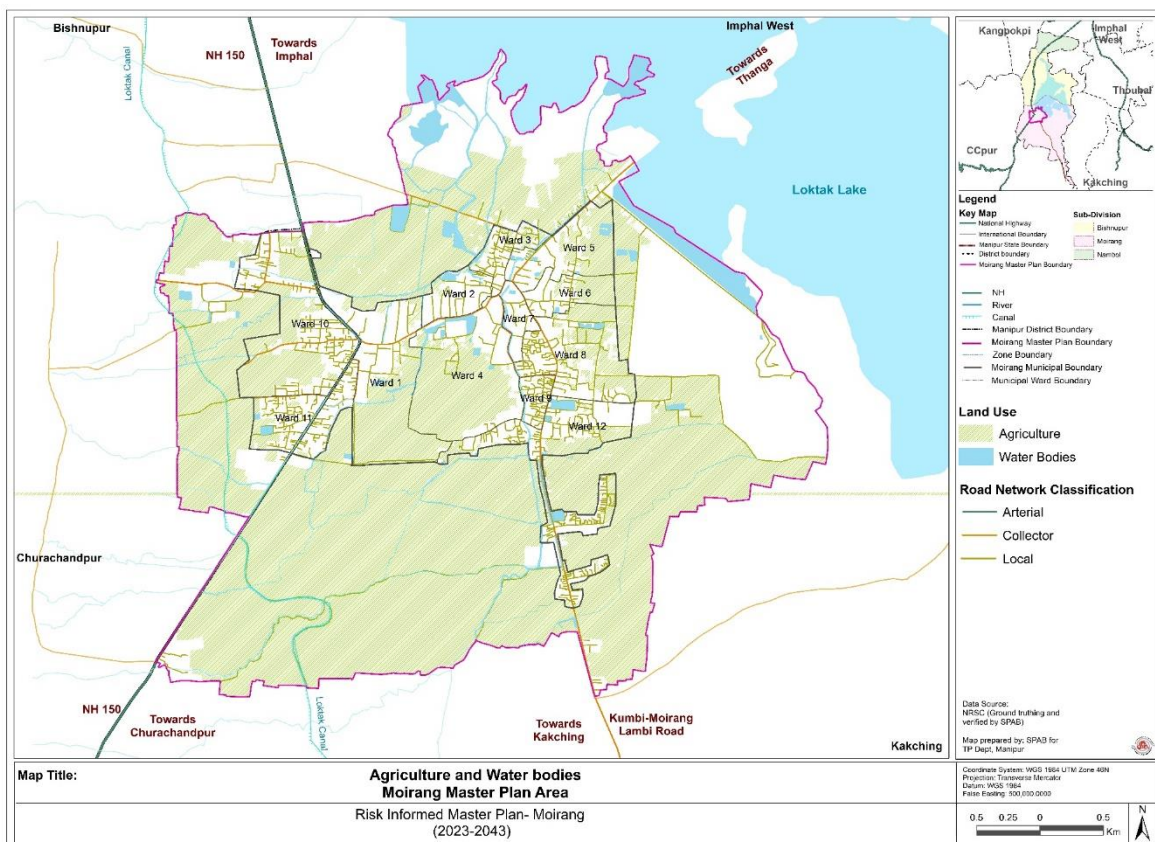 Bishnupur
Imphal West
NH 150
Towards
Imphal
Loktak Canal
Towards
Thanga
Loktak Lake
Ward 3
Ward 5
Ward 2
Ward 6
Ward 7
Ward 10
Ward 8
Ward 1
Ward 4
Ward 9
Ward 11
Ward 12
Churachandpur
NH 150
Towards
Churachandpur
Loktak Canal
Towards
Kakching
Kumbi-Moirang
Lambi Road
Kakching
Kangpokpi
Imphal
West
Thoubal
CCpur
Kakching
Legend
Key Map
National Highway
International Boundary
Manipur State Boundary
District boundary
Moirang Master Plan Boundary
Sub-Division
Bishnupur
Moirang
Nambol
NH
River
Canal
Manipur District Boundary
Moirang Master Plan Boundary
Zone Boundary
Moirang Municipal Boundary
Municipal Ward Boundary
Land Use
Agriculture
Water Bodies
Road Network Classification
Arterial
Collector
Local
Data Source:
NRSC (Ground truthing and
verified by SPAB)
Map prepared by: SPAB for
TP Dept, Manipur
Map Title:
Agriculture and Water bodies
Moirang Master Plan Area
Risk Informed Master Plan- Moirang
(2023-2043)
Coordinate System: WGS 1984 UTM Zone 46N
Projection: Transverse Mercator
Datum: WGS 1984
False Easting: 500,000.0000
0.5 0.25 0 0.5
Km
N